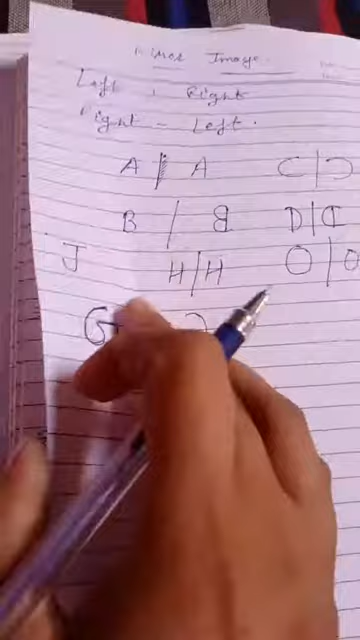 Mirror Image
Left , Right
Right - Left.
A | A C | Ɔ
B | ᗺ D | ᗡ
J H | H O | O
G